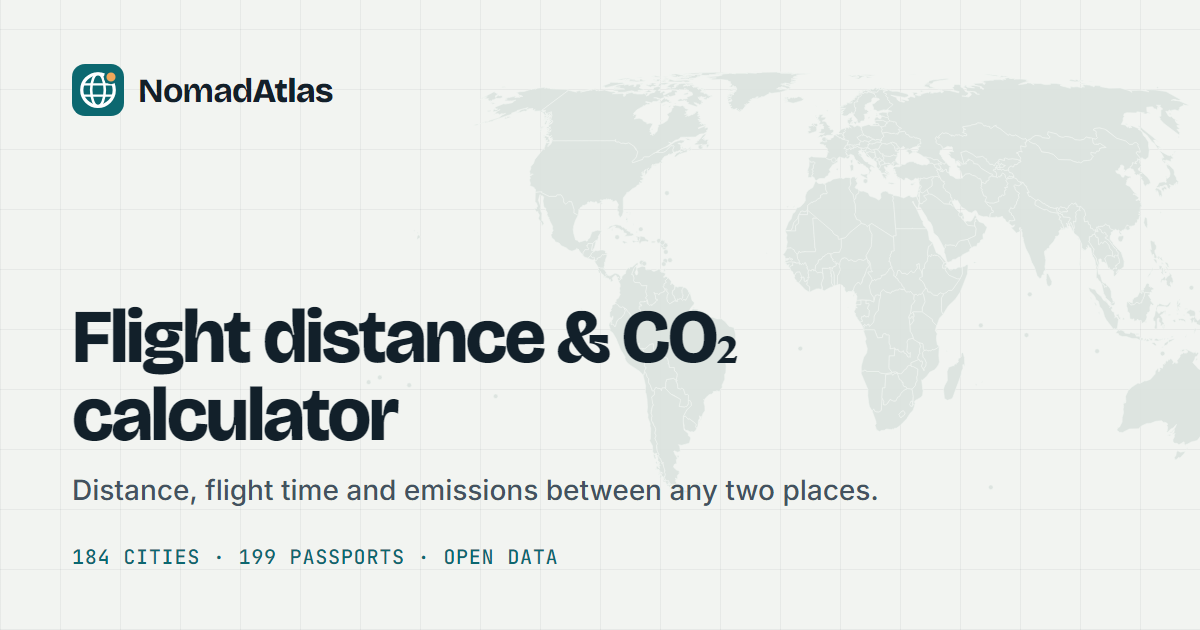 NomadAtlas
Flight distance & CO₂
calculator
Distance, flight time and emissions between any two places.
184 CITIES · 199 PASSPORTS · OPEN DATA